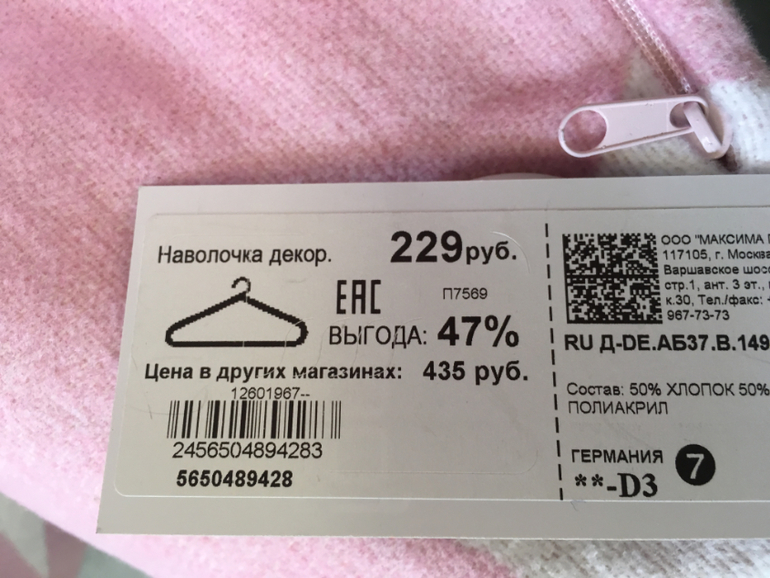 Наволочка декор.
229руб.
ЕАС
П7569
ВЫГОДА: 47%
Цена в других магазинах: 435 руб.
12601967--
2456504894283
5650489428
ООО "МАКСИМА
117105, г. Москва
Варшавское
стр.1, ант. 3 эт.,
к.30, Тел./факс:
967-73-73
RU Д-DE.АБ37.В.149
Состав: 50% ХЛОПОК 50%
ПОЛИАКРИЛ
ГЕРМАНИЯ
7
**-D3